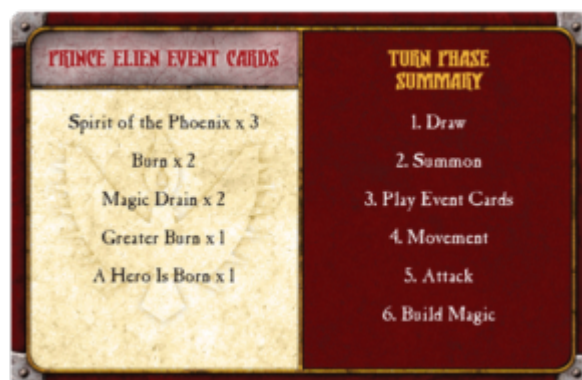 PRINCE ELIEN EVENT CARDS
Spirit of the Phoenix x 3
Burn x 2
Magic Drain x 2
Greater Burn x 1
A Hero Is Born x 1
TURN PHASE
SUMMARY
1. Draw
2. Summon
3. Play Event Cards
4. Movement
5. Attack
6. Build Magic